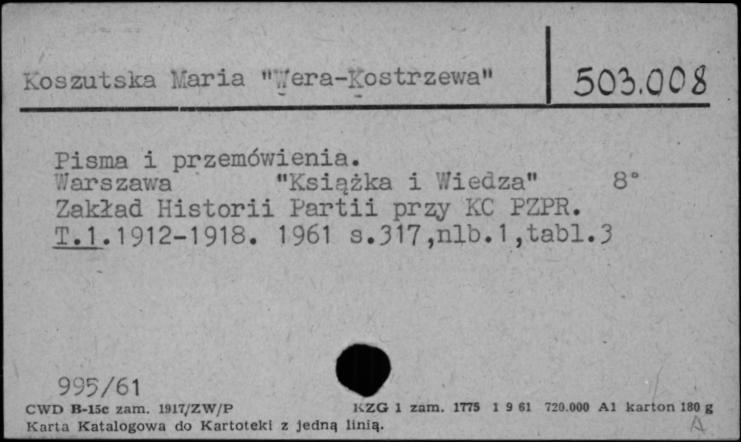 Koszutska Maria "Wera-Kostrzewa" 503.008
Pisma i przemówienia.
Warszawa "Książka i Wiedza" 8°
Zakład Historii Partii przy KC PZPR.
T.1.1912-1918. 1961 s.317,nlb.1,tabl.3
995/61
CWD B-15c zam. 1917/ZW/P KZG 1 zam. 1775 1 9 61 720.000 A1 karton 180 g
Karta Katalogowa do Kartoteki z jedną linią. A